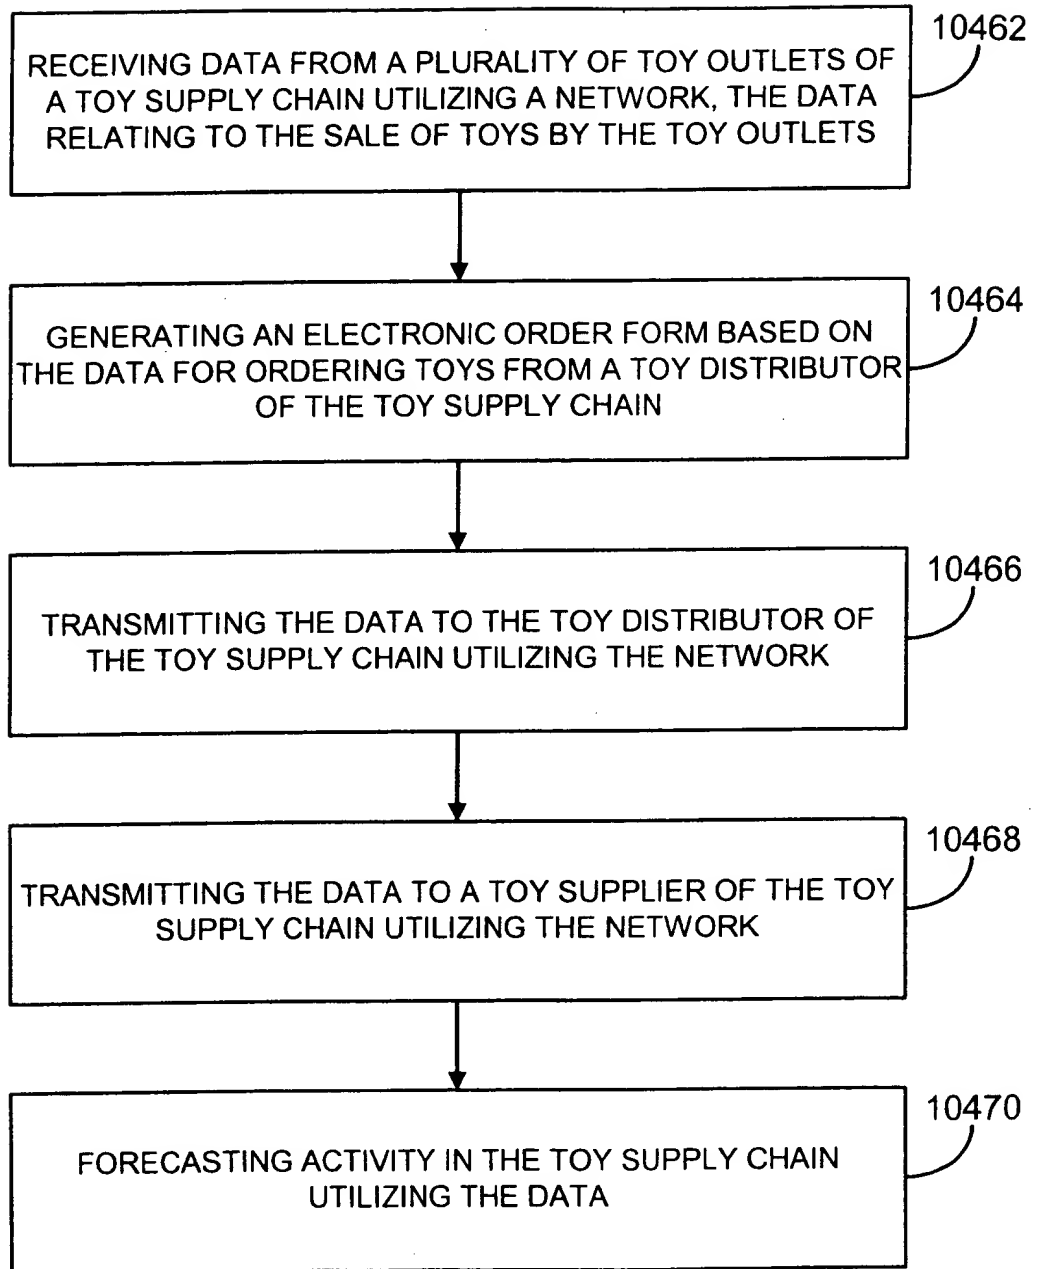 10462
RECEIVING DATA FROM A PLURALITY OF TOY OUTLETS OF
A TOY SUPPLY CHAIN UTILIZING A NETWORK, THE DATA
RELATING TO THE SALE OF TOYS BY THE TOY OUTLETS
10464
GENERATING AN ELECTRONIC ORDER FORM BASED ON
THE DATA FOR ORDERING TOYS FROM A TOY DISTRIBUTOR
OF THE TOY SUPPLY CHAIN
10466
TRANSMITTING THE DATA TO THE TOY DISTRIBUTOR OF
THE TOY SUPPLY CHAIN UTILIZING THE NETWORK
10468
TRANSMITTING THE DATA TO A TOY SUPPLIER OF THE TOY
SUPPLY CHAIN UTILIZING THE NETWORK
10470
FORECASTING ACTIVITY IN THE TOY SUPPLY CHAIN
UTILIZING THE DATA